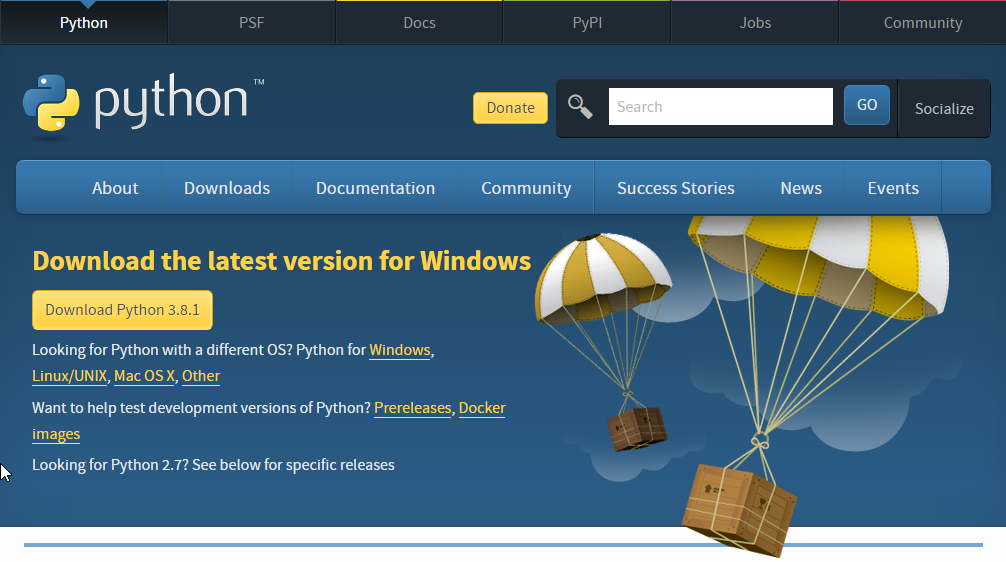 Python PSF Docs PyPI Jobs Community
python™
Donate Search GO Socialize
About Downloads Documentation Community Success Stories News Events
Download the latest version for Windows
Download Python 3.8.1
Looking for Python with a different OS? Python for Windows,
Linux/UNIX, Mac OS X, Other
Want to help test development versions of Python? Prereleases, Docker
images
Looking for Python 2.7? See below for specific releases